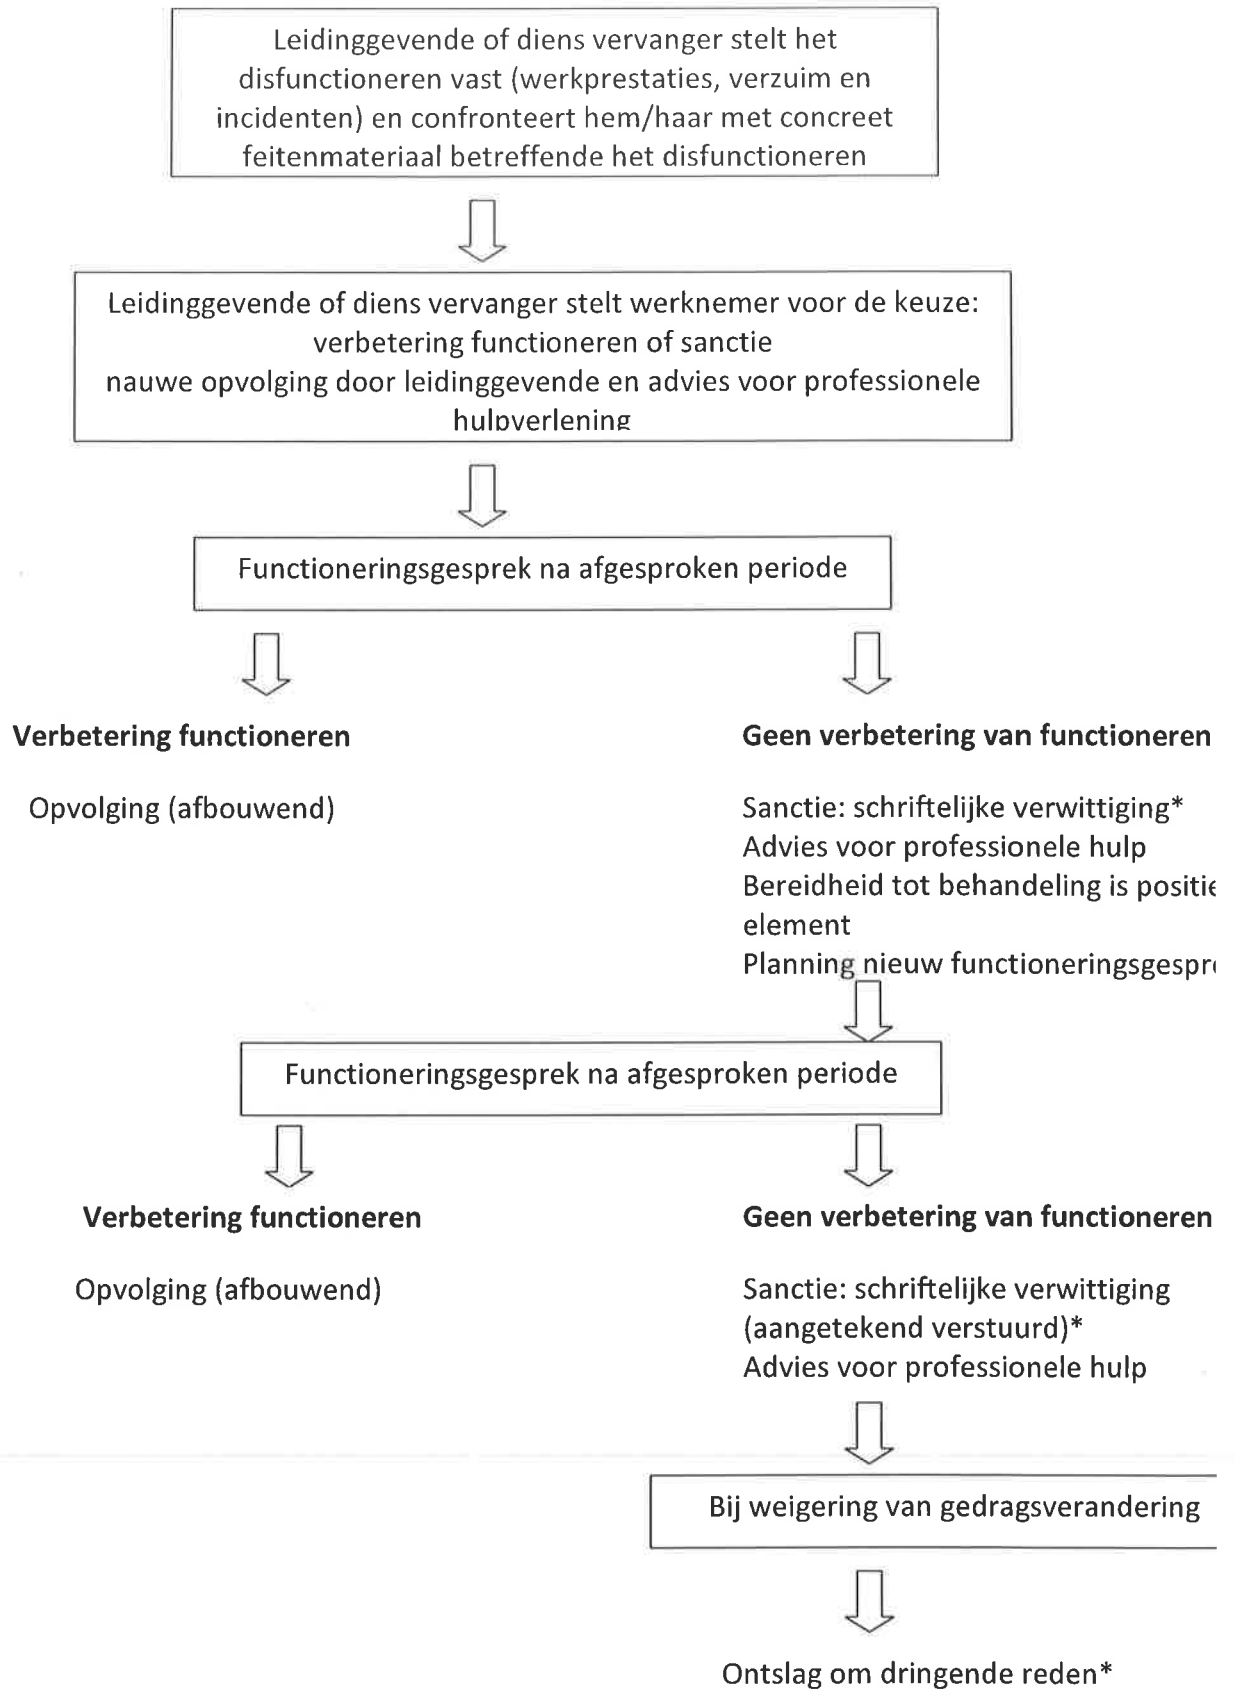 Leidinggevende of diens vervanger stelt het
disfunctioneren vast (werkprestaties, verzuim en
incidenten) en confronteert hem/haar met concreet
feitenmateriaal betreffende het disfunctioneren
Leidinggevende of diens vervanger stelt werknemer voor de keuze:
verbetering functioneren of sanctie
nauwe opvolging door leidinggevende en advies voor professionele
hulpverlening
Functioneringsgesprek na afgesproken periode
Verbetering functioneren
Opvolging (afbouwend)
Geen verbetering van functioneren
Sanctie: schriftelijke verwittiging*
Advies voor professionele hulp
Bereidheid tot behandeling is positie
element
Planning nieuw functioneringsgespre
Functioneringsgesprek na afgesproken periode
Verbetering functioneren
Opvolging (afbouwend)
Geen verbetering van functioneren
Sanctie: schriftelijke verwittiging
(aangetekend verstuurd)*
Advies voor professionele hulp
Bij weigering van gedragsverandering
Ontslag om dringende reden*